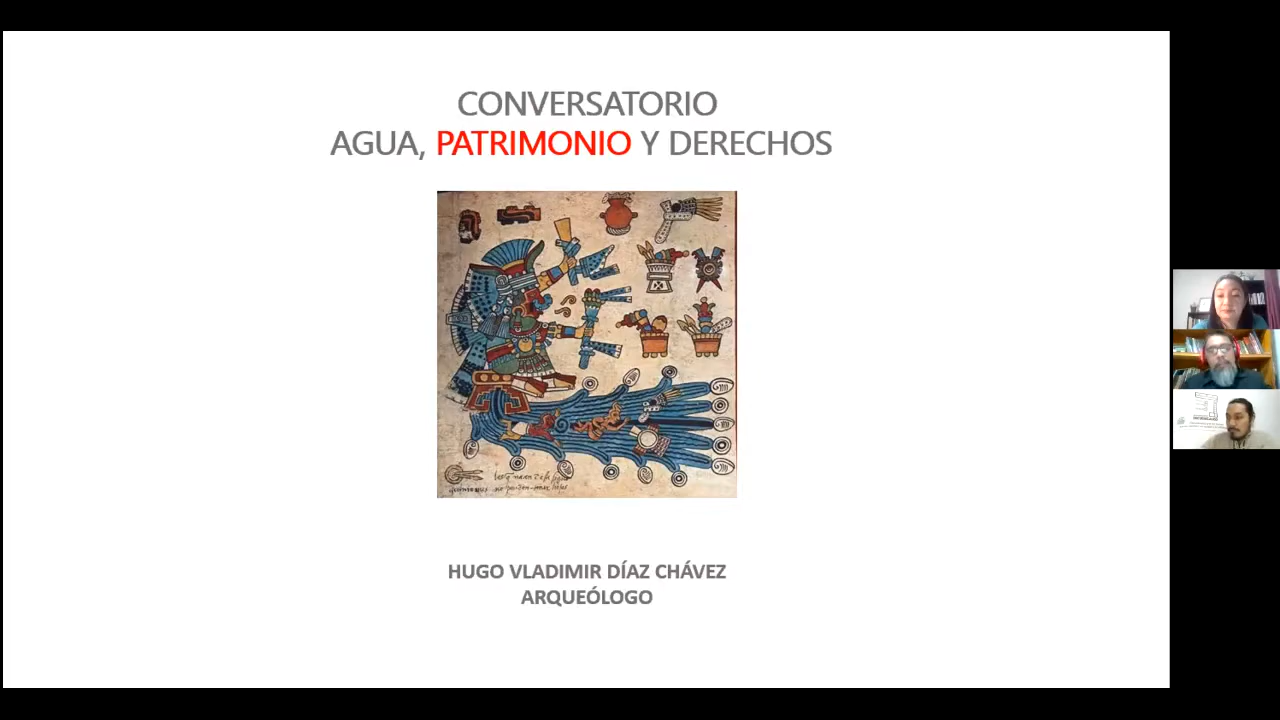 CONVERSATORIO
AGUA, PATRIMONIO Y DERECHOS
HUGO VLADIMIR DÍAZ CHÁVEZ
ARQUEÓLOGO